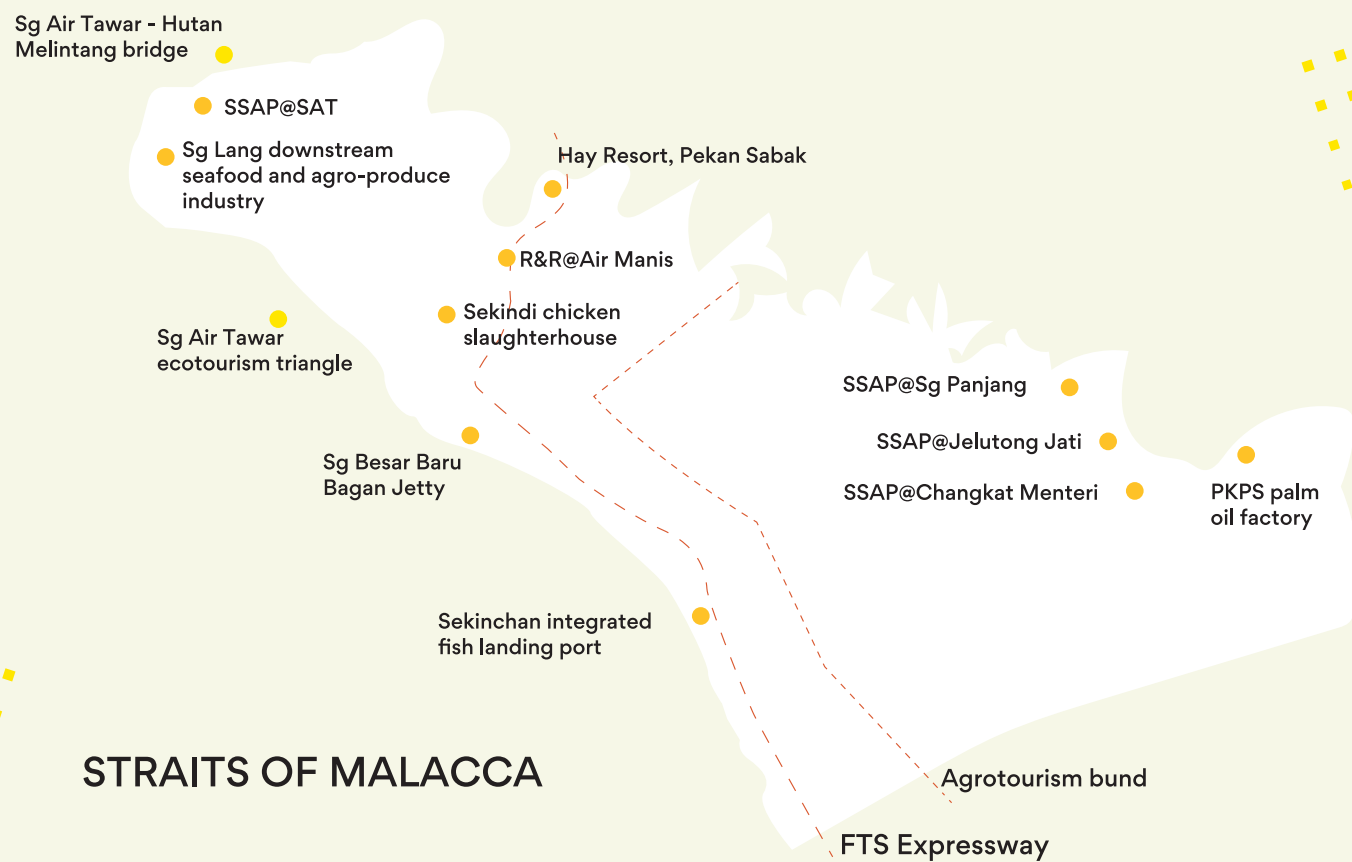 Sg Air Tawar - Hutan
Melintang bridge
SSAP@SAT
Sg Lang downstream
seafood and agro-produce
industry
Hay Resort, Pekan Sabak
R&R@Air Manis
Sekindi chicken
slaughterhouse
Sg Air Tawar
ecotourism triangle
SSAP@Sg Panjang
SSAP@Jelutong Jati
SSAP@Changkat Menteri
PKPS palm
oil factory
Sg Besar Baru
Bagan Jetty
Sekinchan integrated
fish landing port
STRAITS OF MALACCA
Agrotourism bund
FTS Expressway